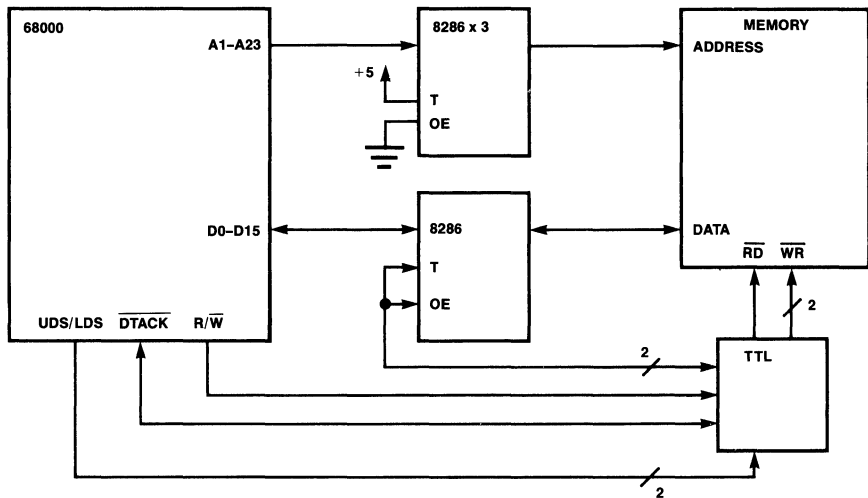 68000
A1–A23
8286 x 3
MEMORY
ADDRESS
+5
T
OE
D0–D15
8286
DATA
T
RD WR
OE
2
UDS/LDS DTACK R/W
2
TTL
2